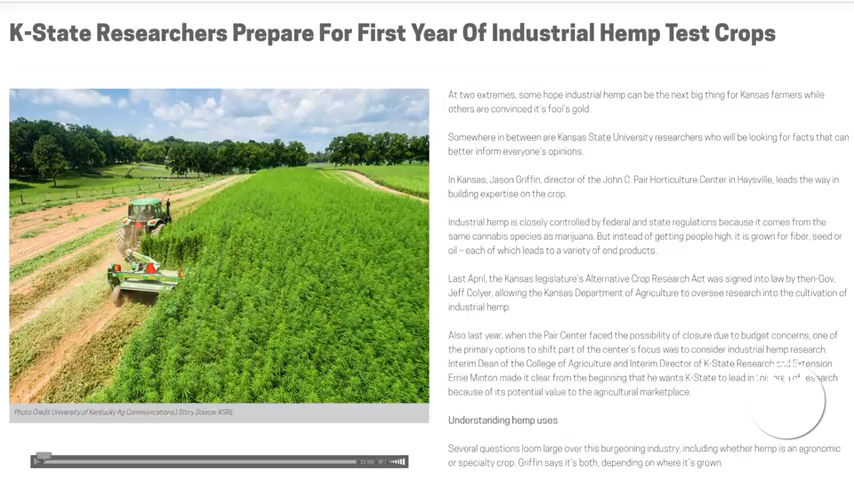 K-State Researchers Prepare For First Year Of Industrial Hemp Test Crops
At two extremes, some hope industrial hemp can be the next big thing for Kansas farmers while
others are convinced it's fool's gold.
Somewhere in between are Kansas State University researchers who will be looking for facts that can
better inform everyone's opinions.
In Kansas, Jason Griffin, director of the John C. Pair Horticulture Center in Haysville, leads the way in
building expertise on the crop.
Industrial hemp is closely controlled by federal and state regulations because it comes from the
same cannabis species as marijuana. But instead of getting people high, it is grown for fiber, seed or
oil – each of which leads to a variety of end products.
Last April, the Kansas legislature's Alternative Crop Research Act was signed into law by then-Gov.
Jeff Colyer, allowing the Kansas Department of Agriculture to oversee research into the cultivation of
industrial hemp.
Also last year, when the Pair Center faced the possibility of closure due to budget concerns, one of
the primary options to shift part of the center's focus was to consider industrial hemp research.
Interim Dean of the College of Agriculture and Interim Director of K-State Research and Extension
Ernie Minton made it clear from the beginning that he wants K-State to lead in this area of research
because of its potential value to the agricultural marketplace.
Photo Credit University of Kentucky Ag Communications | Story Source: KSRE
Understanding hemp uses
Several questions loom large over this burgeoning industry, including whether hemp is an agronomic
or specialty crop. Griffin says it's both, depending on where it's grown.